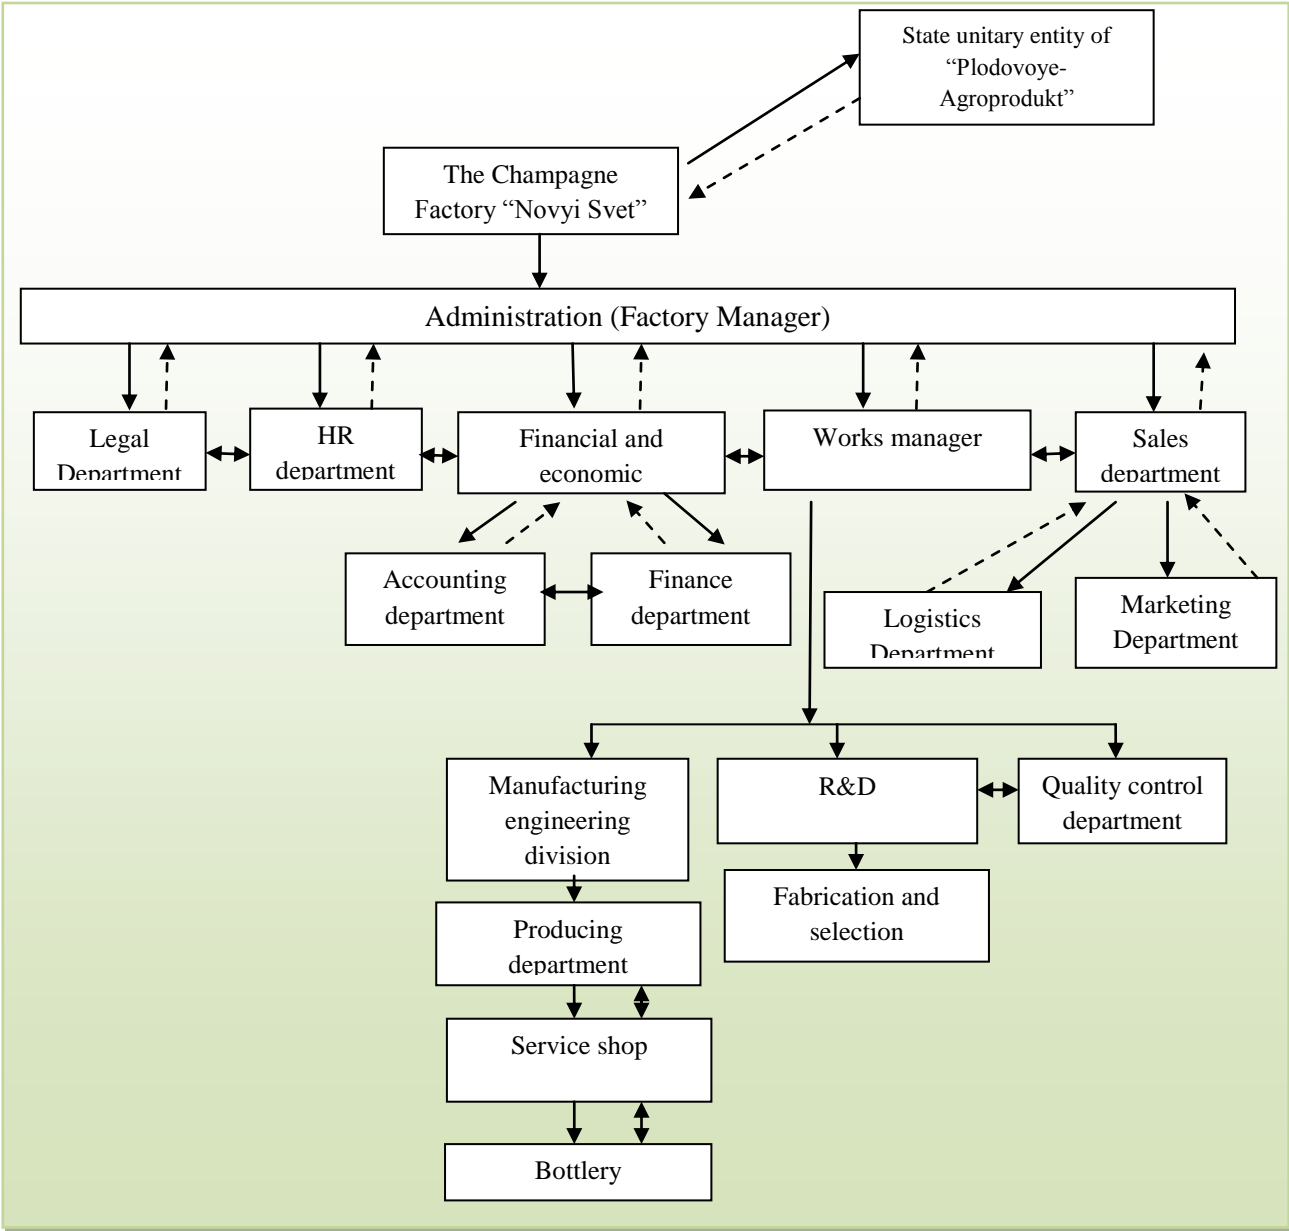 State unitary entity of
“Plodovoye-
Agroprodukt”
The Champagne
Factory “Novyi Svet”
Administration (Factory Manager)
Legal
Department
HR
department
Financial and
economic
Works manager
Sales
department
Accounting
department
Finance
department
Logistics
Department
Marketing
Department
Manufacturing
engineering
division
R&D
Quality control
department
Fabrication and
selection
Producing
department
Service shop
Bottlery